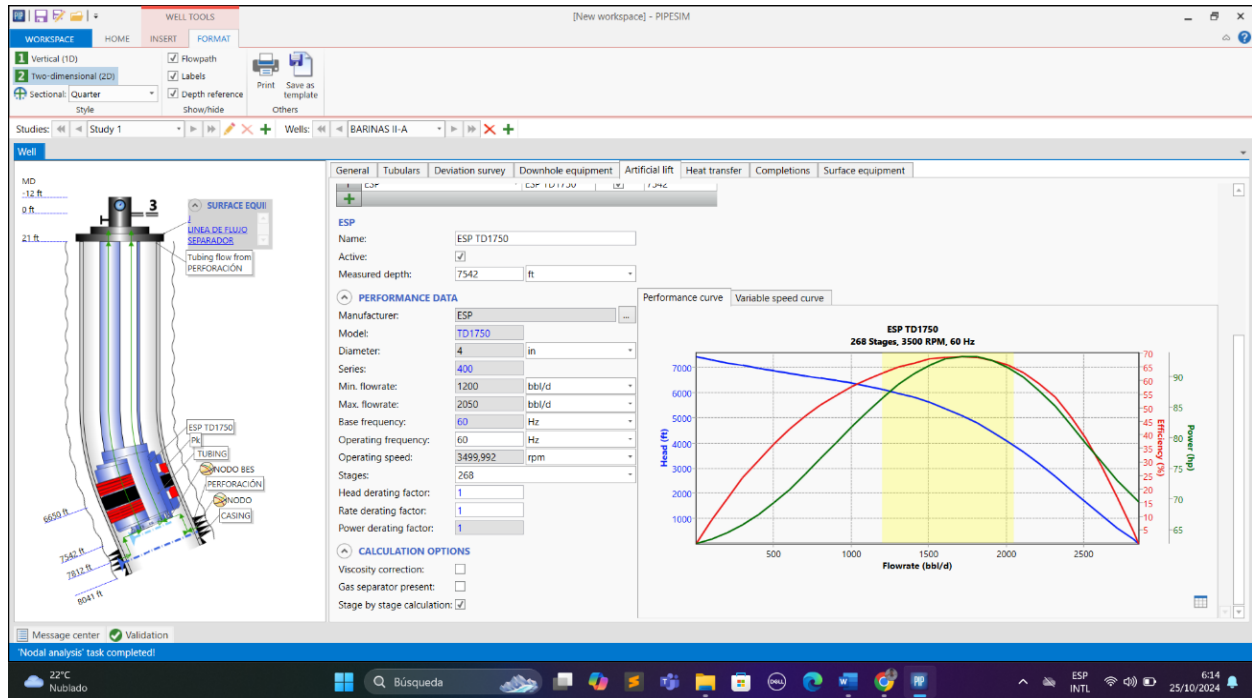 WELL TOOLS
[New workspace] - PIPESIM
WORKSPACE HOME INSERT FORMAT
1 Vertical (1D)
2 Two-dimensional (2D)
Sectional: Quarter
Style
Flowpath
Labels
Depth reference
Show/hide
Print
Save as
template
Others
Studies: Study 1 Wells: BARINAS II-A
Well
General Tubulars Deviation survey Downhole equipment Artificial lift Heat transfer Completions Surface equipment
MD
-12 ft
0 ft
21 ft
3
SURFACE EQUI
J
LINEA DE FLUJO
SEPARADOR
Tubing flow from
PERFORACIÓN
ESP TD1750
Pk
TUBING
NODO BES
PERFORACIÓN
NODO
CASING
6650 ft
7542 ft
7812 ft
8041 ft
1 ESP ESP TD1750 7542
ESP
Name: ESP TD1750
Active:
Measured depth: 7542 ft
PERFORMANCE DATA
Manufacturer: ESP ...
Model: TD1750
Diameter: 4 in
Series: 400
Min. flowrate: 1200 bbl/d
Max. flowrate: 2050 bbl/d
Base frequency: 60 Hz
Operating frequency: 60 Hz
Operating speed: 3499,992 rpm
Stages: 268
Head derating factor: 1
Rate derating factor: 1
Power derating factor: 1
CALCULATION OPTIONS
Viscosity correction:
Gas separator present:
Stage by stage calculation:
Performance curve Variable speed curve
ESP TD1750
268 Stages, 3500 RPM, 60 Hz
Head (ft)
7000
6000
5000
4000
3000
2000
1000
500 1000 1500 2000 2500
Flowrate (bbl/d)
70
65
60
55
50
45
40
35
30
25
20
15
10
5
Efficiency (%)
90
85
80
75
70
65
Power (hp)
Message center Validation
'Nodal analysis' task completed!
22°C
Nublado
Búsqueda
DELL
ESP
INTL
6:14
25/10/2024